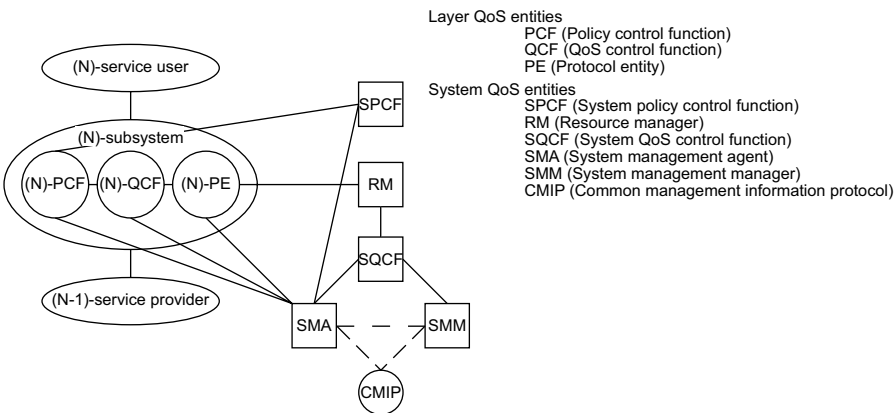 Layer QoS entities
PCF (Policy control function)
QCF (QoS control function)
PE (Protocol entity)
System QoS entities
SPCF (System policy control function)
RM (Resource manager)
SQCF (System QoS control function)
SMA (System management agent)
SMM (System management manager)
CMIP (Common management information protocol)
(N)-service user
SPCF
(N)-subsystem
(N)-PCF
(N)-QCF
(N)-PE
RM
SQCF
(N-1)-service provider
SMA
SMM
CMIP